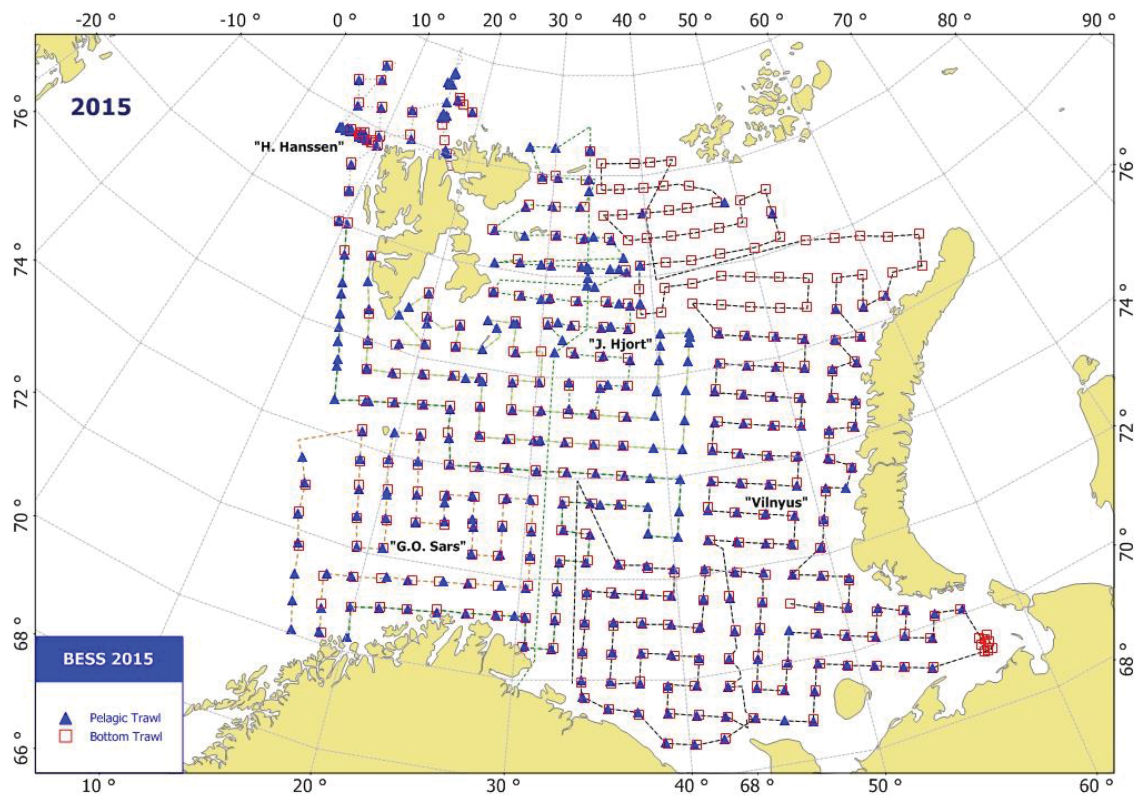 -10 ° 0 ° 10 ° 20 ° 30 ° 40 ° 50 ° 60 ° 70 ° 80 ° 90 °
2015
76 °
"H. Hanssen"
76 °
74 °
74 °
"J. Hjort"
72 °
72 °
"Vilnyus"
70 °
"G.O. Sars"
70 °
68 °
68 °
BESS 2015
Pelagic Trawl
Bottom Trawl
66 °
10 ° 20 ° 30 ° 40 ° 68 ° 50 ° 60 °